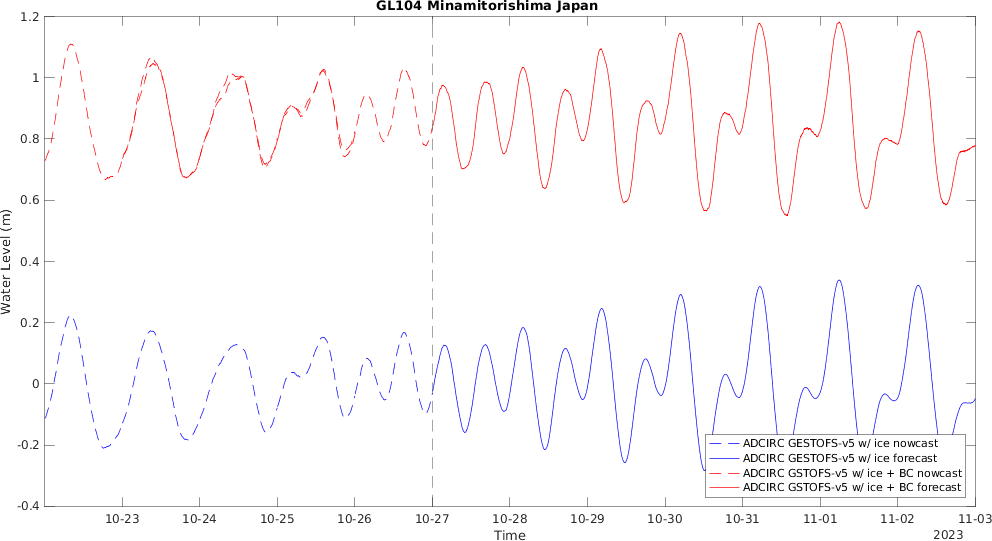 GL104 Minamitorishima Japan
1.2
1
0.8
0.6
0.4
0.2
0
-0.2
-0.4
Water Level (m)
ADCIRC GESTOFS-v5 w/ ice nowcast
ADCIRC GESTOFS-v5 w/ ice forecast
ADCIRC GSTOFS-v5 w/ ice + BC nowcast
ADCIRC GSTOFS-v5 w/ ice + BC forecast
10-23 10-24 10-25 10-26 10-27 10-28 10-29 10-30 10-31 11-01 11-02 11-03
Time
2023